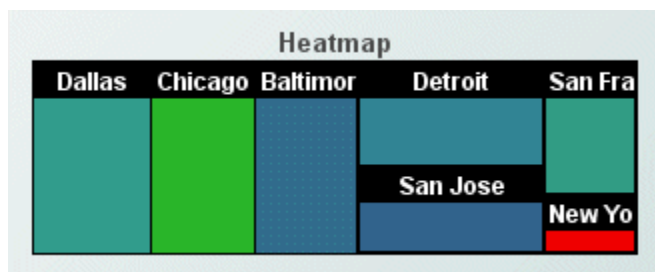 Heatmap
Dallas Chicago Baltimor Detroit San Fra
San Jose
New Yo